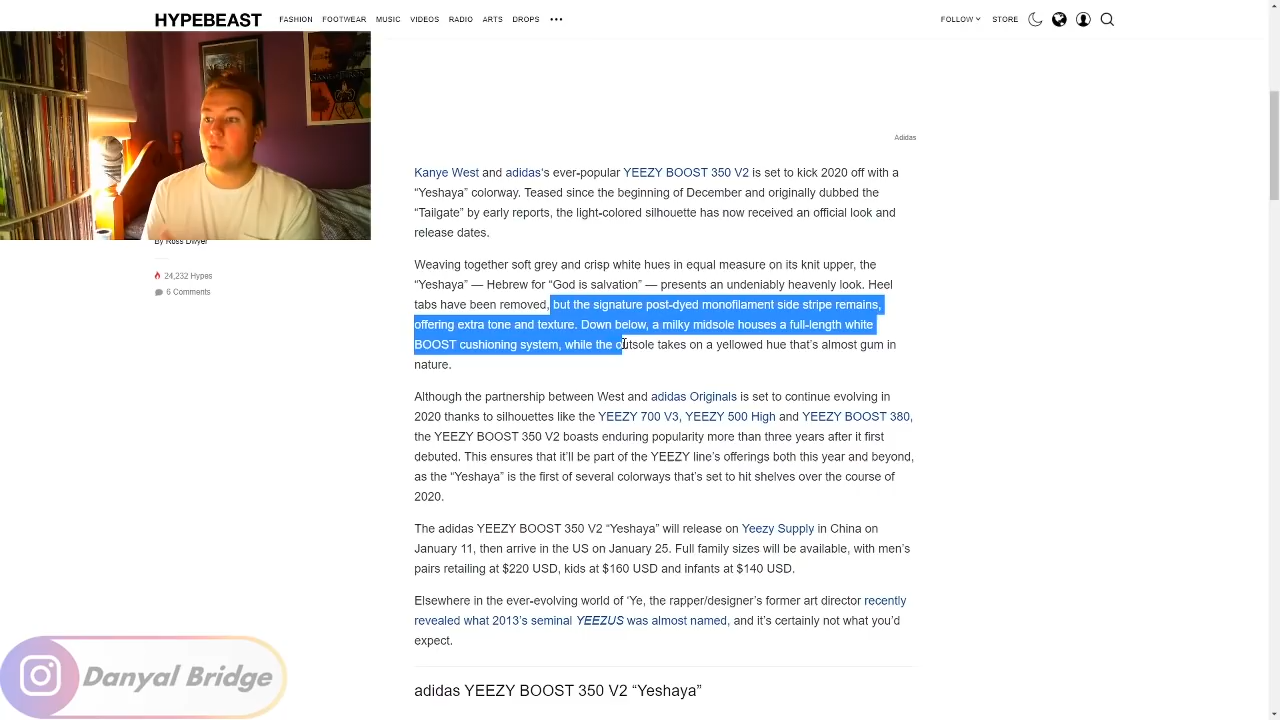 HYPEBEAST
FASHION FOOTWEAR MUSIC VIDEOS RADIO ARTS DROPS
FOLLOW STORE
Adidas
By Ross Dwyer
24,232 Hypes
6 Comments
Kanye West and adidas's ever-popular YEEZY BOOST 350 V2 is set to kick 2020 off with a
“Yeshaya” colorway. Teased since the beginning of December and originally dubbed the
“Tailgate” by early reports, the light-colored silhouette has now received an official look and
release dates.
Weaving together soft grey and crisp white hues in equal measure on its knit upper, the
“Yeshaya” — Hebrew for “God is salvation” — presents an undeniably heavenly look. Heel
tabs have been removed, but the signature post-dyed monofilament side stripe remains,
offering extra tone and texture. Down below, a milky midsole houses a full-length white
BOOST cushioning system, while the outsole takes on a yellowed hue that's almost gum in
nature.
Although the partnership between West and adidas Originals is set to continue evolving in
2020 thanks to silhouettes like the YEEZY 700 V3, YEEZY 500 High and YEEZY BOOST 380,
the YEEZY BOOST 350 V2 boasts enduring popularity more than three years after it first
debuted. This ensures that it'll be part of the YEEZY line's offerings both this year and beyond,
as the “Yeshaya” is the first of several colorways that's set to hit shelves over the course of
2020.
The adidas YEEZY BOOST 350 V2 “Yeshaya” will release on Yeezy Supply in China on
January 11, then arrive in the US on January 25. Full family sizes will be available, with men's
pairs retailing at $220 USD, kids at $160 USD and infants at $140 USD.
Elsewhere in the ever-evolving world of 'Ye, the rapper/designer's former art director recently
revealed what 2013's seminal YEEZUS was almost named, and it's certainly not what you'd
expect.
adidas YEEZY BOOST 350 V2 “Yeshaya”
Danyal Bridge